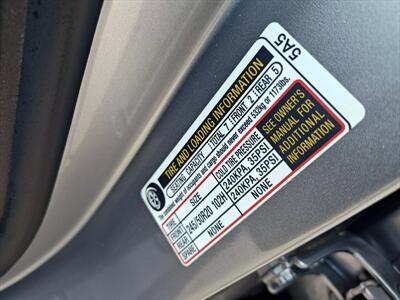 5A5
TIRE AND LOADING INFORMATION
SEATING CAPACITY TOTAL 7 FRONT 2 REAR 5
The combined weight of occupants and cargo should never exceed 532kg or 1173lbs.
TIRE SIZE COLD TIRE PRESSURE
FRONT 245/50R20 102H 240KPA, 35PSI
REAR 240KPA, 35PSI
SPARE NONE NONE
SEE OWNER'S
MANUAL FOR
ADDITIONAL
INFORMATION